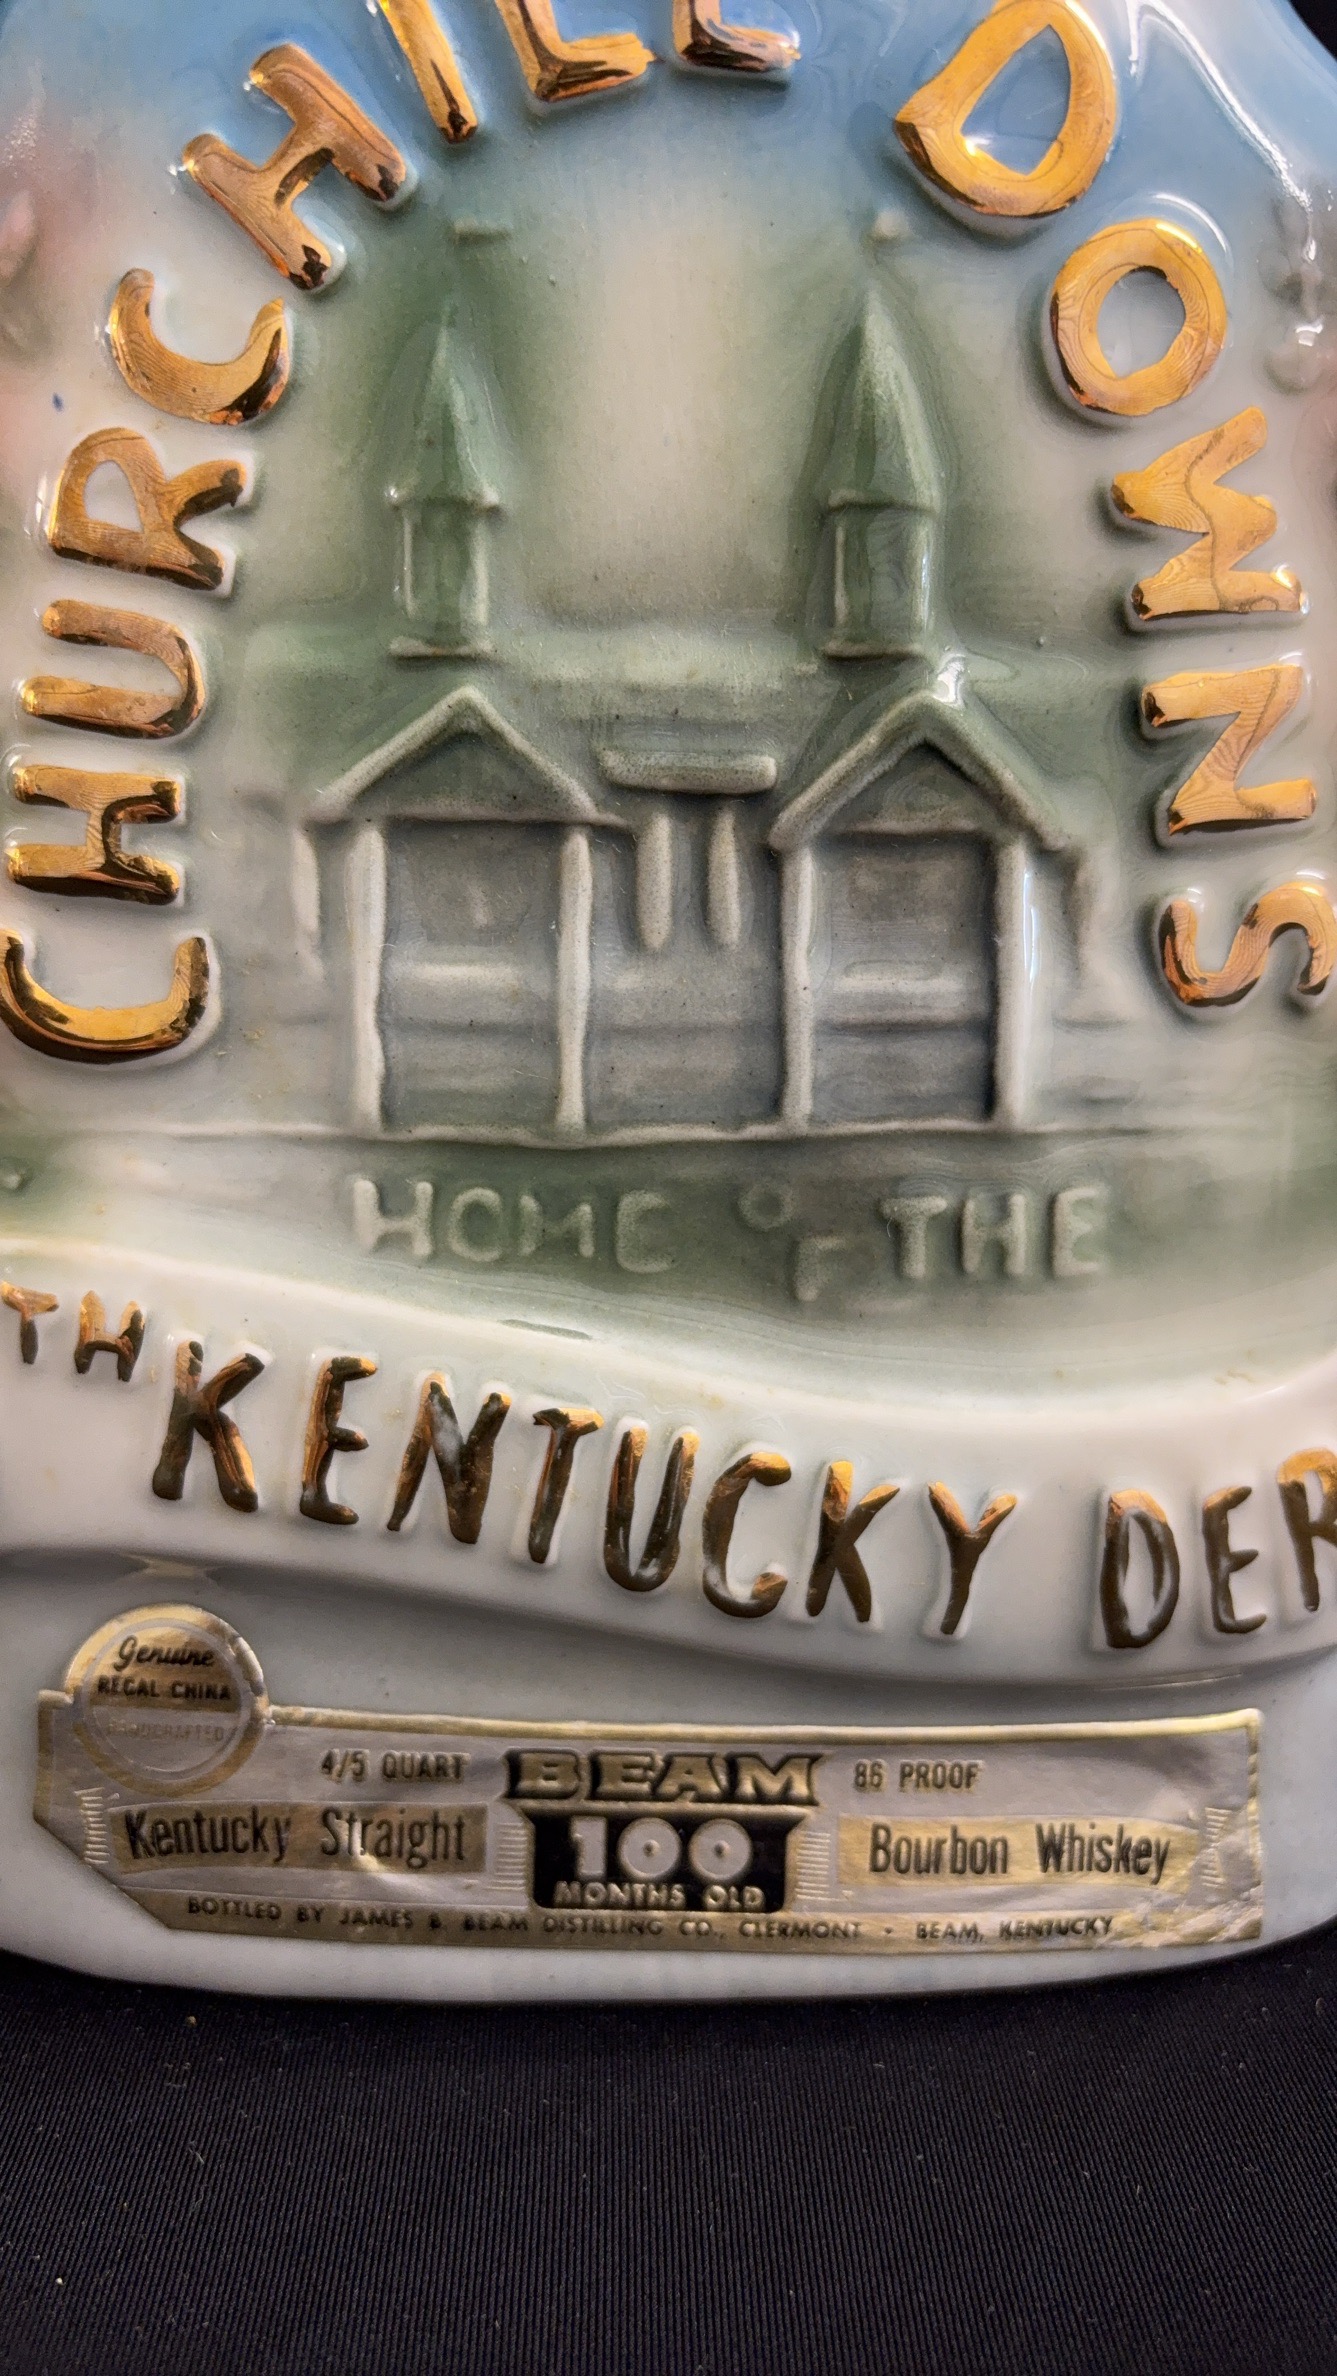 CHURCHILL DOWNS
HOME OF THE
TH KENTUCKY DER
Genuine
REGAL CHINA
HANDCRAFTED
4/5 QUART
BEAM
86 PROOF
Kentucky Straight
100
Bourbon Whiskey
MONTHS OLD
BOTTLED BY JAMES B. BEAM DISTILLING CO., CLERMONT - BEAM, KENTUCKY